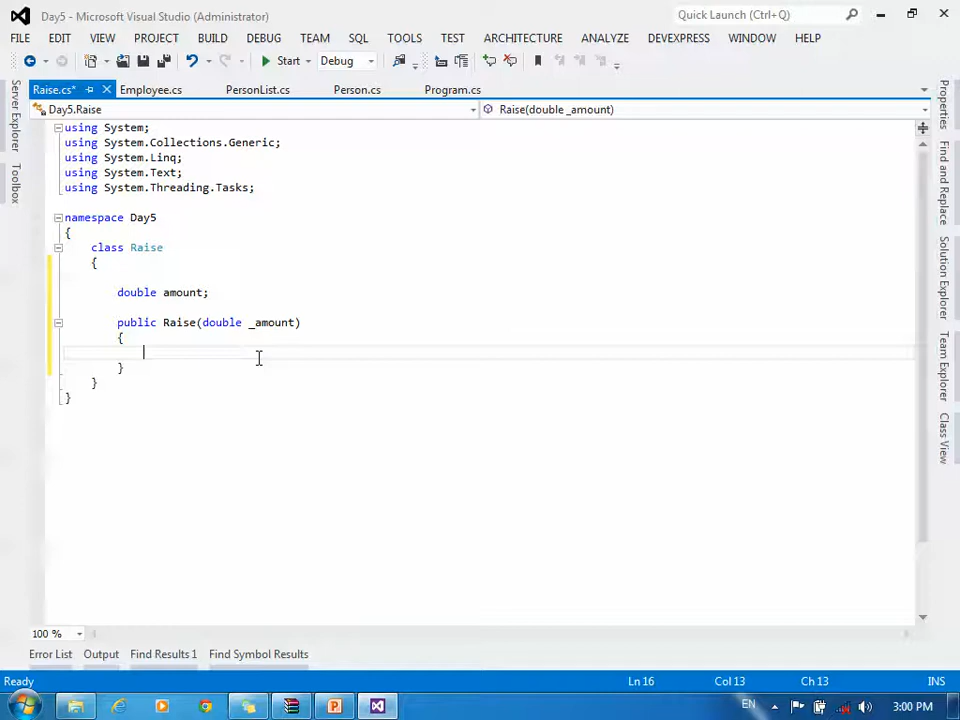 Day5 - Microsoft Visual Studio (Administrator)
Quick Launch (Ctrl+Q)
FILE EDIT VIEW PROJECT BUILD DEBUG TEAM SQL TOOLS TEST ARCHITECTURE ANALYZE DEVEXPRESS WINDOW HELP
Start Debug
Raise.cs* Employee.cs PersonList.cs Person.cs Program.cs
Day5.Raise Raise(double _amount)
using System;
using System.Collections.Generic;
using System.Linq;
using System.Text;
using System.Threading.Tasks;
namespace Day5
{
class Raise
{
double amount;
public Raise(double _amount)
{
}
}
}
Server Explorer
Toolbox
Properties
Find and Replace
Solution Explorer
Team Explorer
Class View
100 %
Error List Output Find Results 1 Find Symbol Results
Ready Ln 16 Col 13 Ch 13 INS
EN 3:00 PM